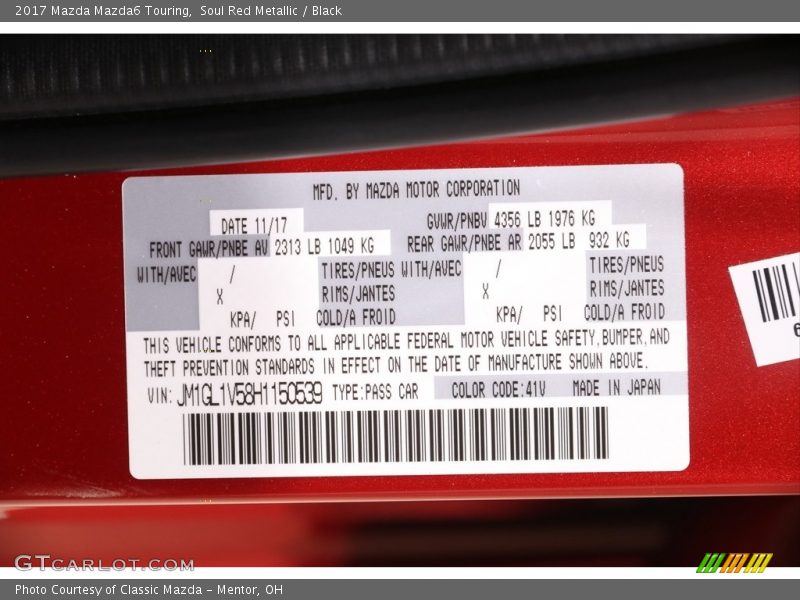 2017 Mazda Mazda6 Touring, Soul Red Metallic / Black
MFD. BY MAZDA MOTOR CORPORATION
DATE 11/17 GVWR/PNBV 4356 LB 1976 KG
FRONT GAWR/PNBE AV 2313 LB 1049 KG REAR GAWR/PNBE AR 2055 LB 932 KG
WITH/AVEC / TIRES/PNEUS WITH/AVEC / TIRES/PNEUS
X RIMS/JANTES X RIMS/JANTES
KPA/ PSI COLD/A FROID KPA/ PSI COLD/A FROID
THIS VEHICLE CONFORMS TO ALL APPLICABLE FEDERAL MOTOR VEHICLE SAFETY,BUMPER,AND
THEFT PREVENTION STANDARDS IN EFFECT ON THE DATE OF MANUFACTURE SHOWN ABOVE.
VIN: JM1GL1V58H1150539 TYPE:PASS CAR COLOR CODE:41V MADE IN JAPAN
GTCARLOT.COM
Photo Courtesy of Classic Mazda - Mentor, OH